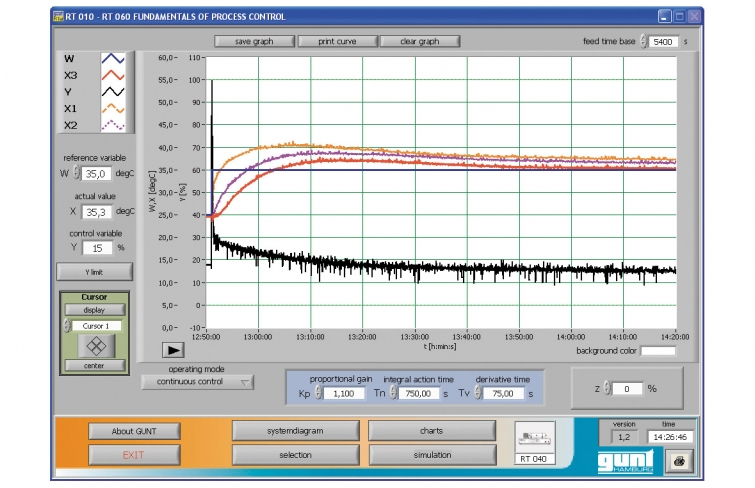 RT 010 - RT 060 FUNDAMENTALS OF PROCESS CONTROL
save graph print curve clear graph feed time base 5400 s
W
X3
Y
X1
X2
reference variable
W 35,0 degC
actual value
X 35,3 degC
control variable
Y 15 %
Y limit
Cursor
display
Cursor 1
center
60,0 110
55,0 100
50,0 90
45,0 80
40,0 70
35,0 60
30,0 50
25,0 40
20,0 30
15,0 20
10,0 10
5,0 0
0,0 -10
W,X [degC]
Y [%]
12:50:00 13:00:00 13:10:00 13:20:00 13:30:00 13:40:00 13:50:00 14:00:00 14:10:00 14:20:00
t [h:min:s]
background color
operating mode
continuous control
proportional gain integral action time derivative time
Kp 1,100 Tn 750,00 s Tv 75,00 s
Z 0 %
About GUNT systemdiagram charts
EXIT selection simulation
RT 040
version time
1,2 14:26:46
gunt
HAMBURG